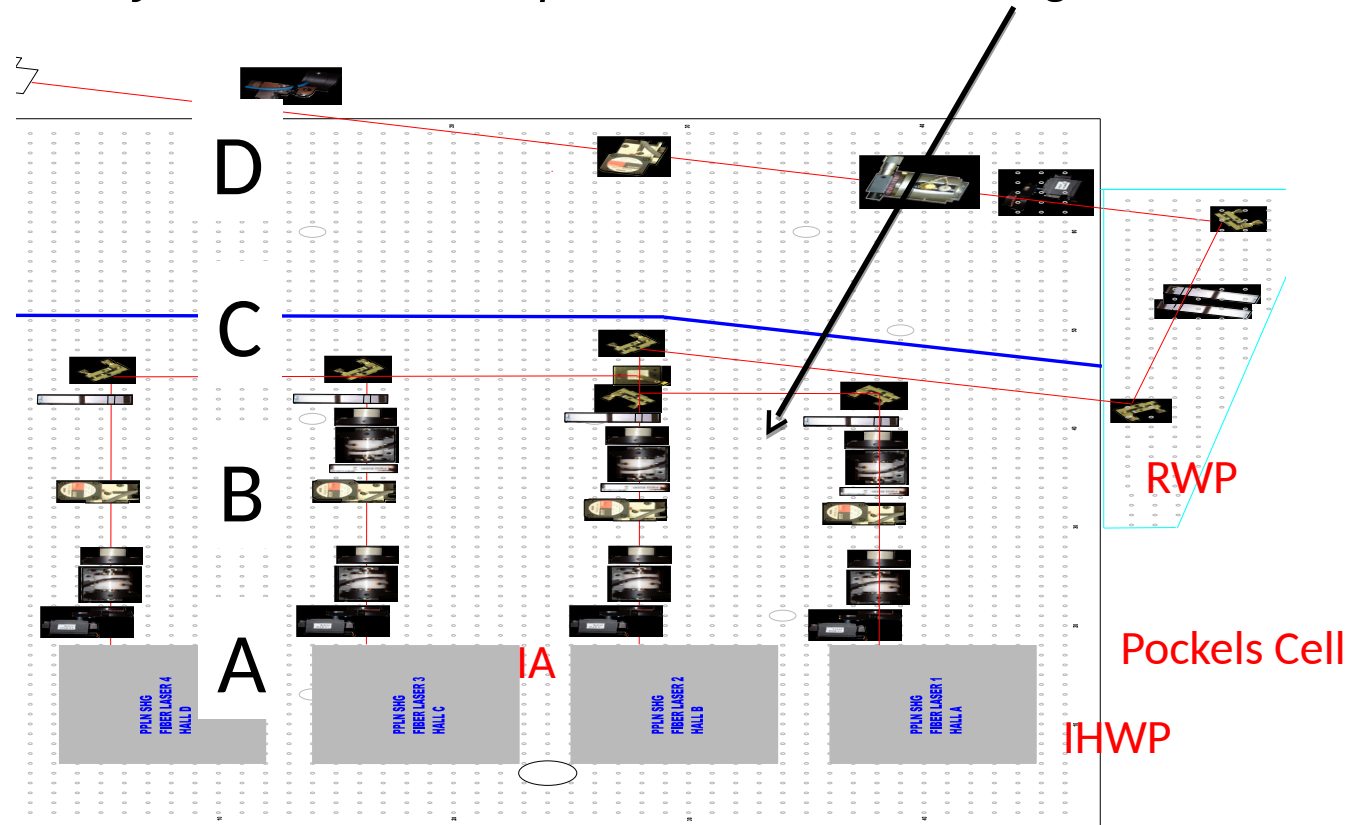 D
C
B
RWP
A
IA
Pockels Cell
PPLN SHG
FIBER LASER 4
HALL D
PPLN SHG
FIBER LASER 3
HALL C
PPLN SHG
FIBER LASER 2
HALL B
PPLN SHG
FIBER LASER 1
HALL A
IHWP